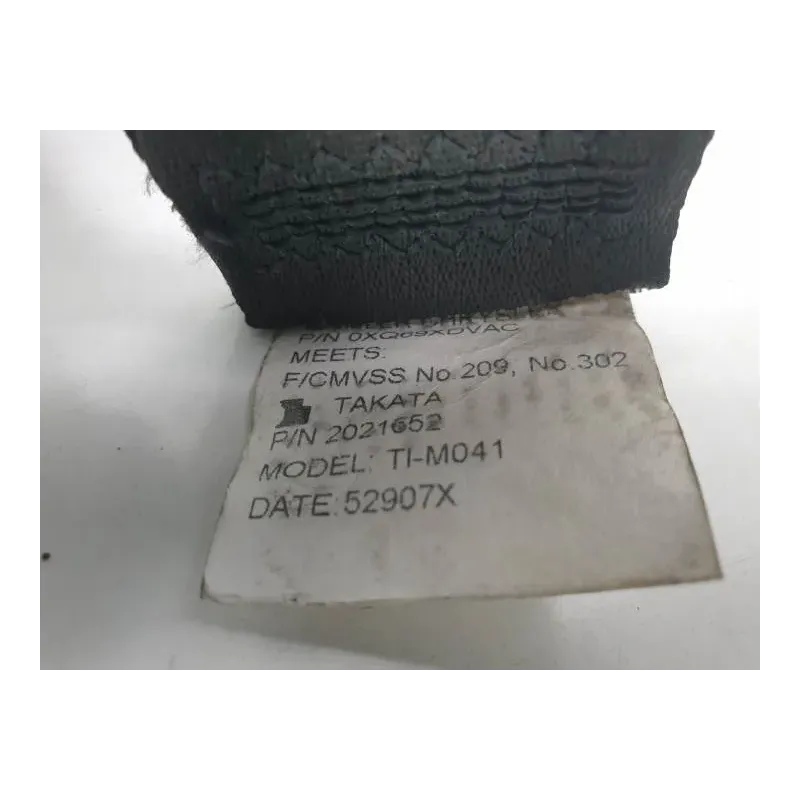 P/N 0XQ69XDVAC
MEETS:
F/CMVSS No.209, No.302
TAKATA
P/N 2021652
MODEL: TI-M041
DATE:52907X